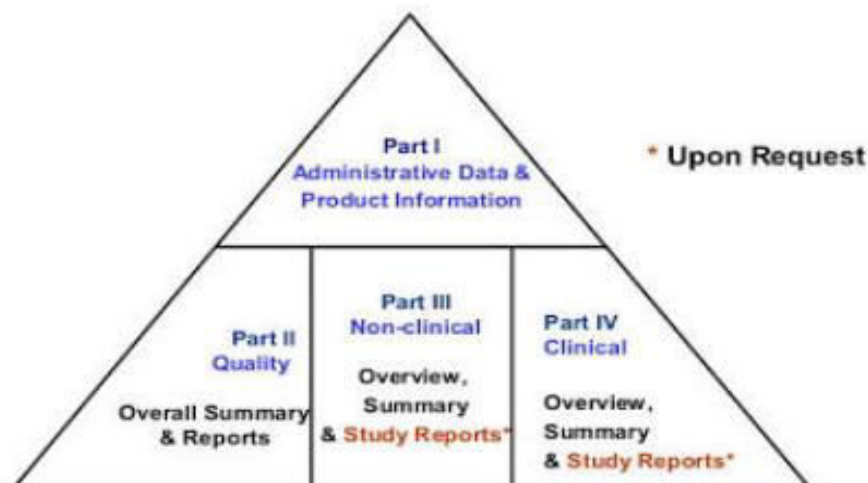 Part I
Administrative Data &
Product Information
* Upon Request
Part II
Quality
Overall Summary
& Reports
Part III
Non-clinical
Overview,
Summary
& Study Reports*
Part IV
Clinical
Overview,
Summary
& Study Reports*